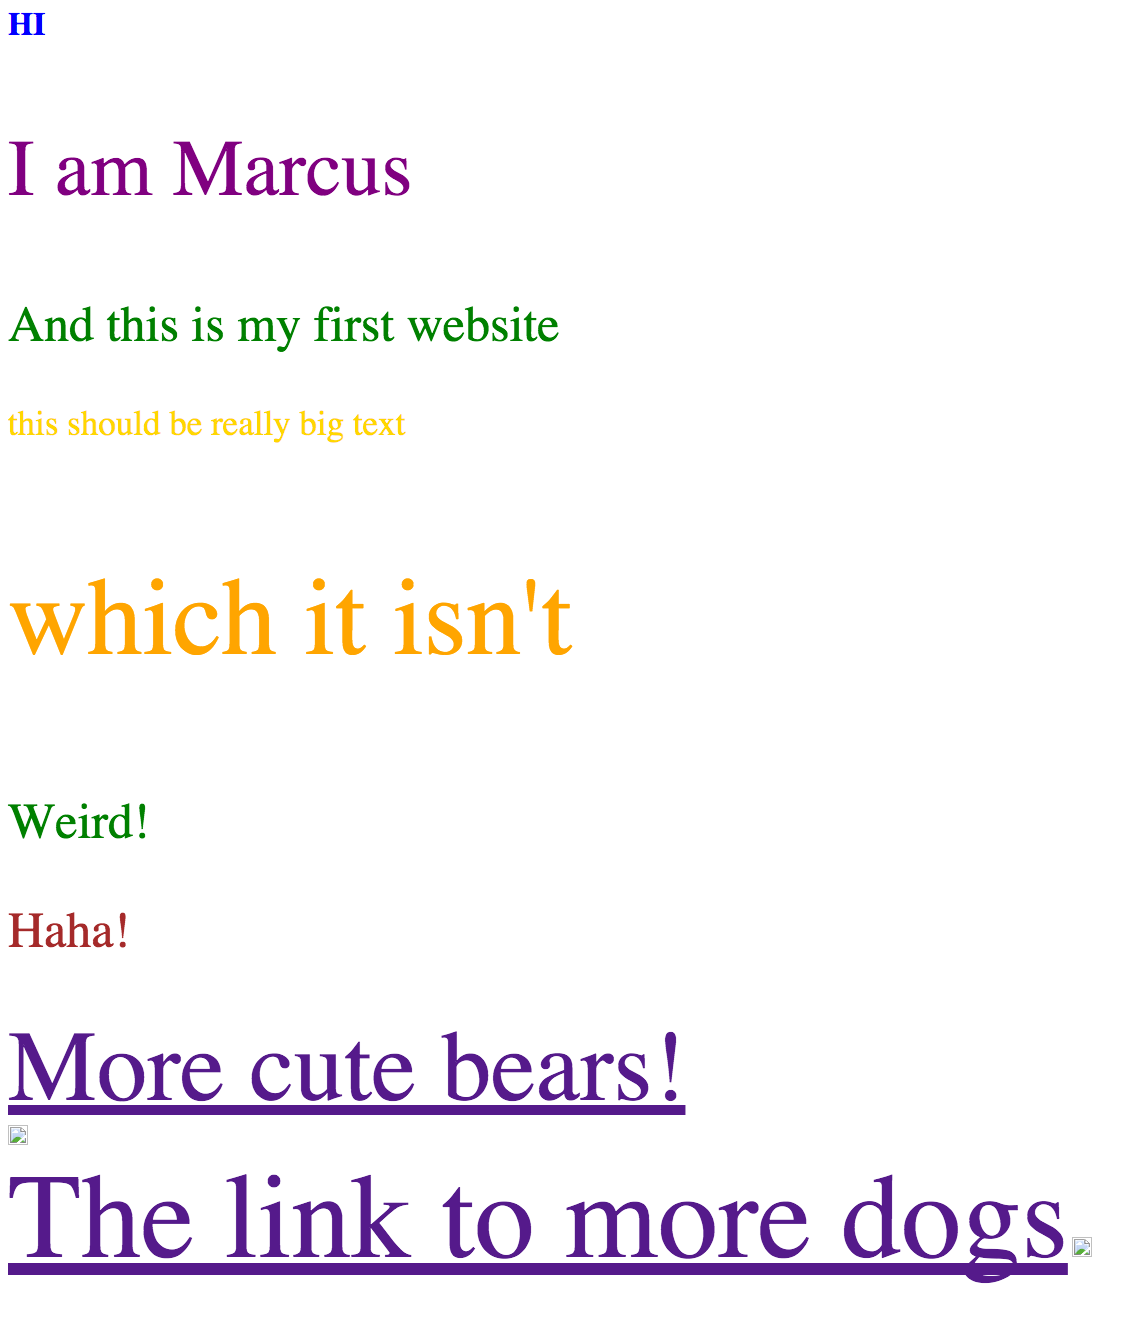 HI
I am Marcus
And this is my first website
this should be really big text
which it isn't
Weird!
Haha!
More cute bears!
The link to more dogs